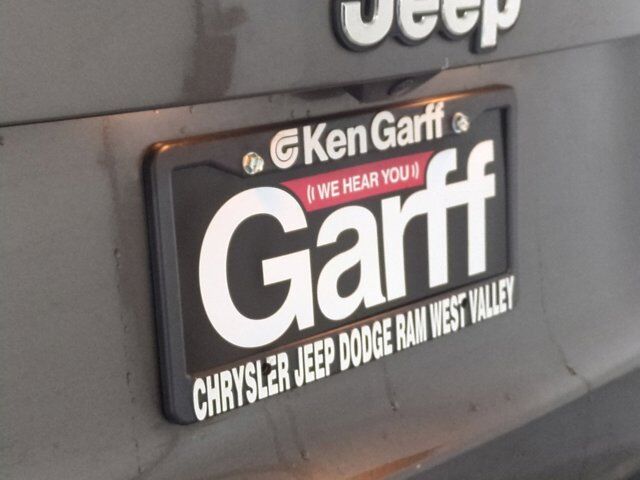 Jeep
Ken Garff
WE HEAR YOU
Garff
CHRYSLER JEEP DODGE RAM WEST VALLEY